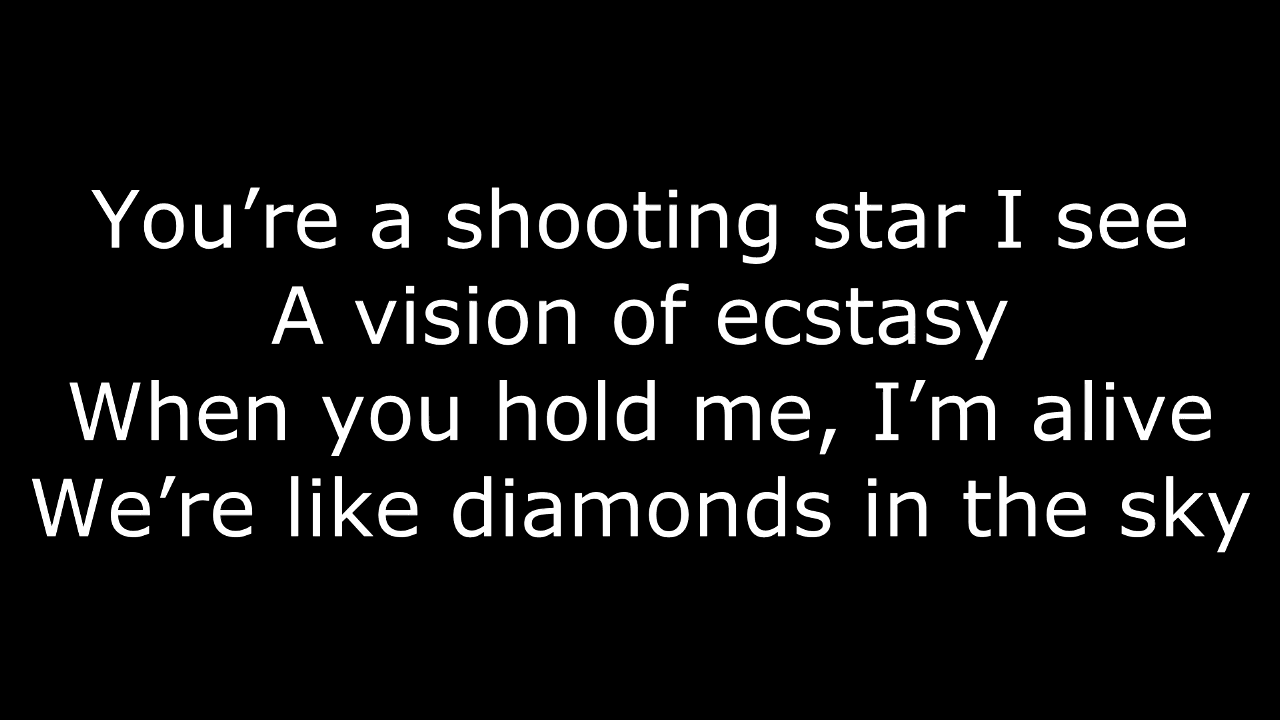 You’re a shooting star I see
A vision of ecstasy
When you hold me, I’m alive
We’re like diamonds in the sky